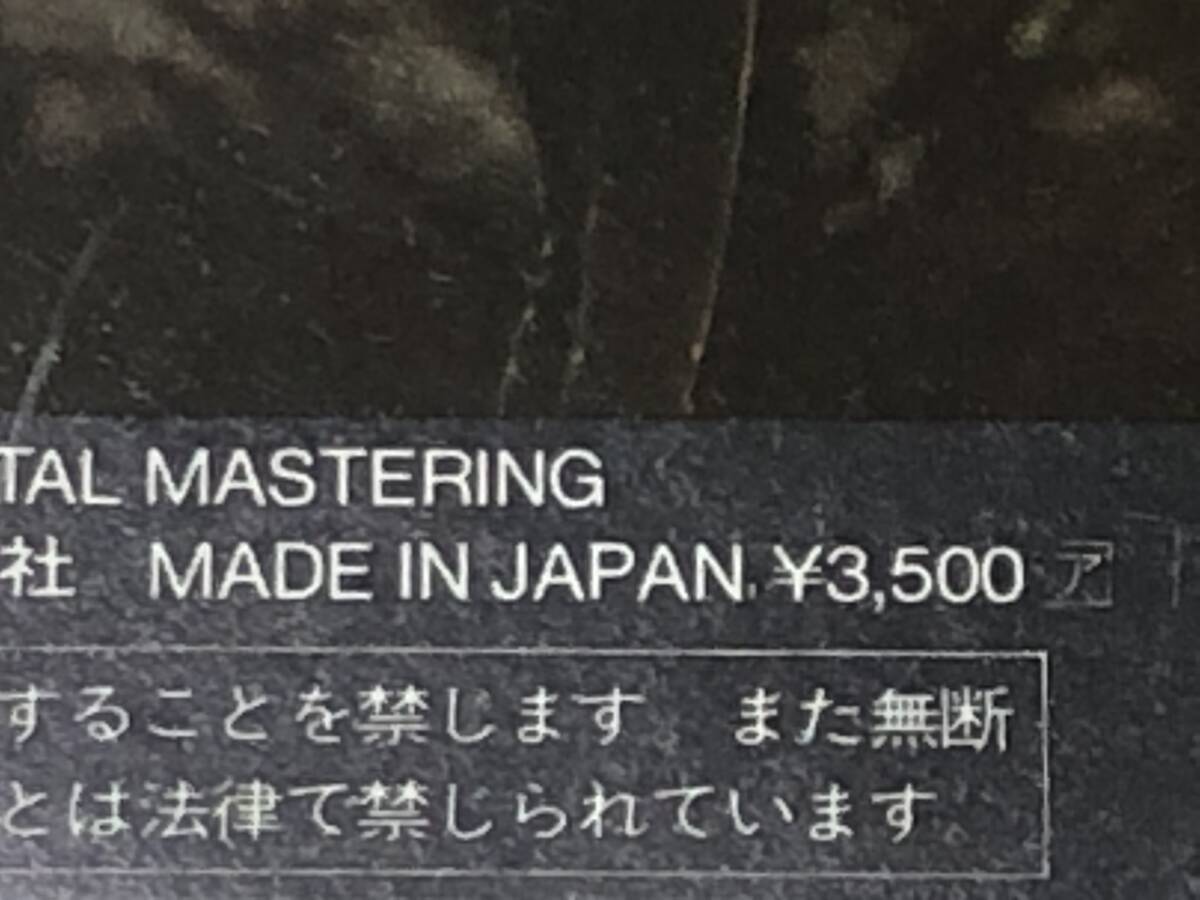 TAL MASTERING
社 MADE IN JAPAN. ¥3,500 ア
することを禁じます また無断
とは法律で禁じられています